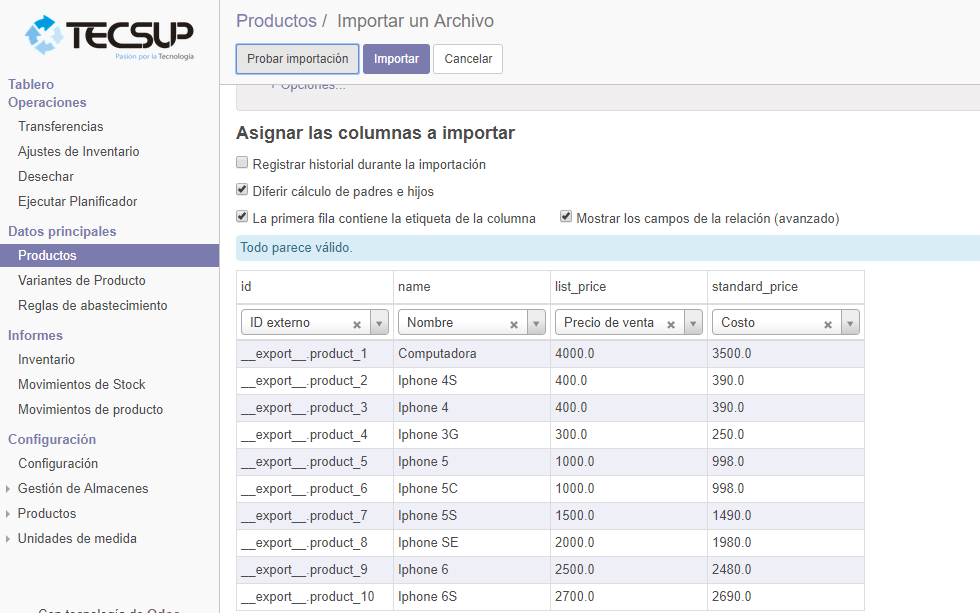 TECSUP
Pasión por la Tecnología
Tablero
Operaciones
Transferencias
Ajustes de Inventario
Desechar
Ejecutar Planificador
Datos principales
Productos
Variantes de Producto
Reglas de abastecimiento
Informes
Inventario
Movimientos de Stock
Movimientos de producto
Configuración
Configuración
Gestión de Almacenes
Productos
Unidades de medida
Con tecnología de Odoo
Productos / Importar un Archivo
Probar importación Importar Cancelar
Opciones...
Asignar las columnas a importar
Registrar historial durante la importación
Diferir cálculo de padres e hijos
La primera fila contiene la etiqueta de la columna Mostrar los campos de la relación (avanzado)
Todo parece válido.
id name list_price standard_price
ID externo Nombre Precio de venta Costo
__export__.product_1 Computadora 4000.0 3500.0
__export__.product_2 Iphone 4S 400.0 390.0
__export__.product_3 Iphone 4 400.0 390.0
__export__.product_4 Iphone 3G 300.0 250.0
__export__.product_5 Iphone 5 1000.0 998.0
__export__.product_6 Iphone 5C 1000.0 998.0
__export__.product_7 Iphone 5S 1500.0 1490.0
__export__.product_8 Iphone SE 2000.0 1980.0
__export__.product_9 Iphone 6 2500.0 2480.0
__export__.product_10 Iphone 6S 2700.0 2690.0